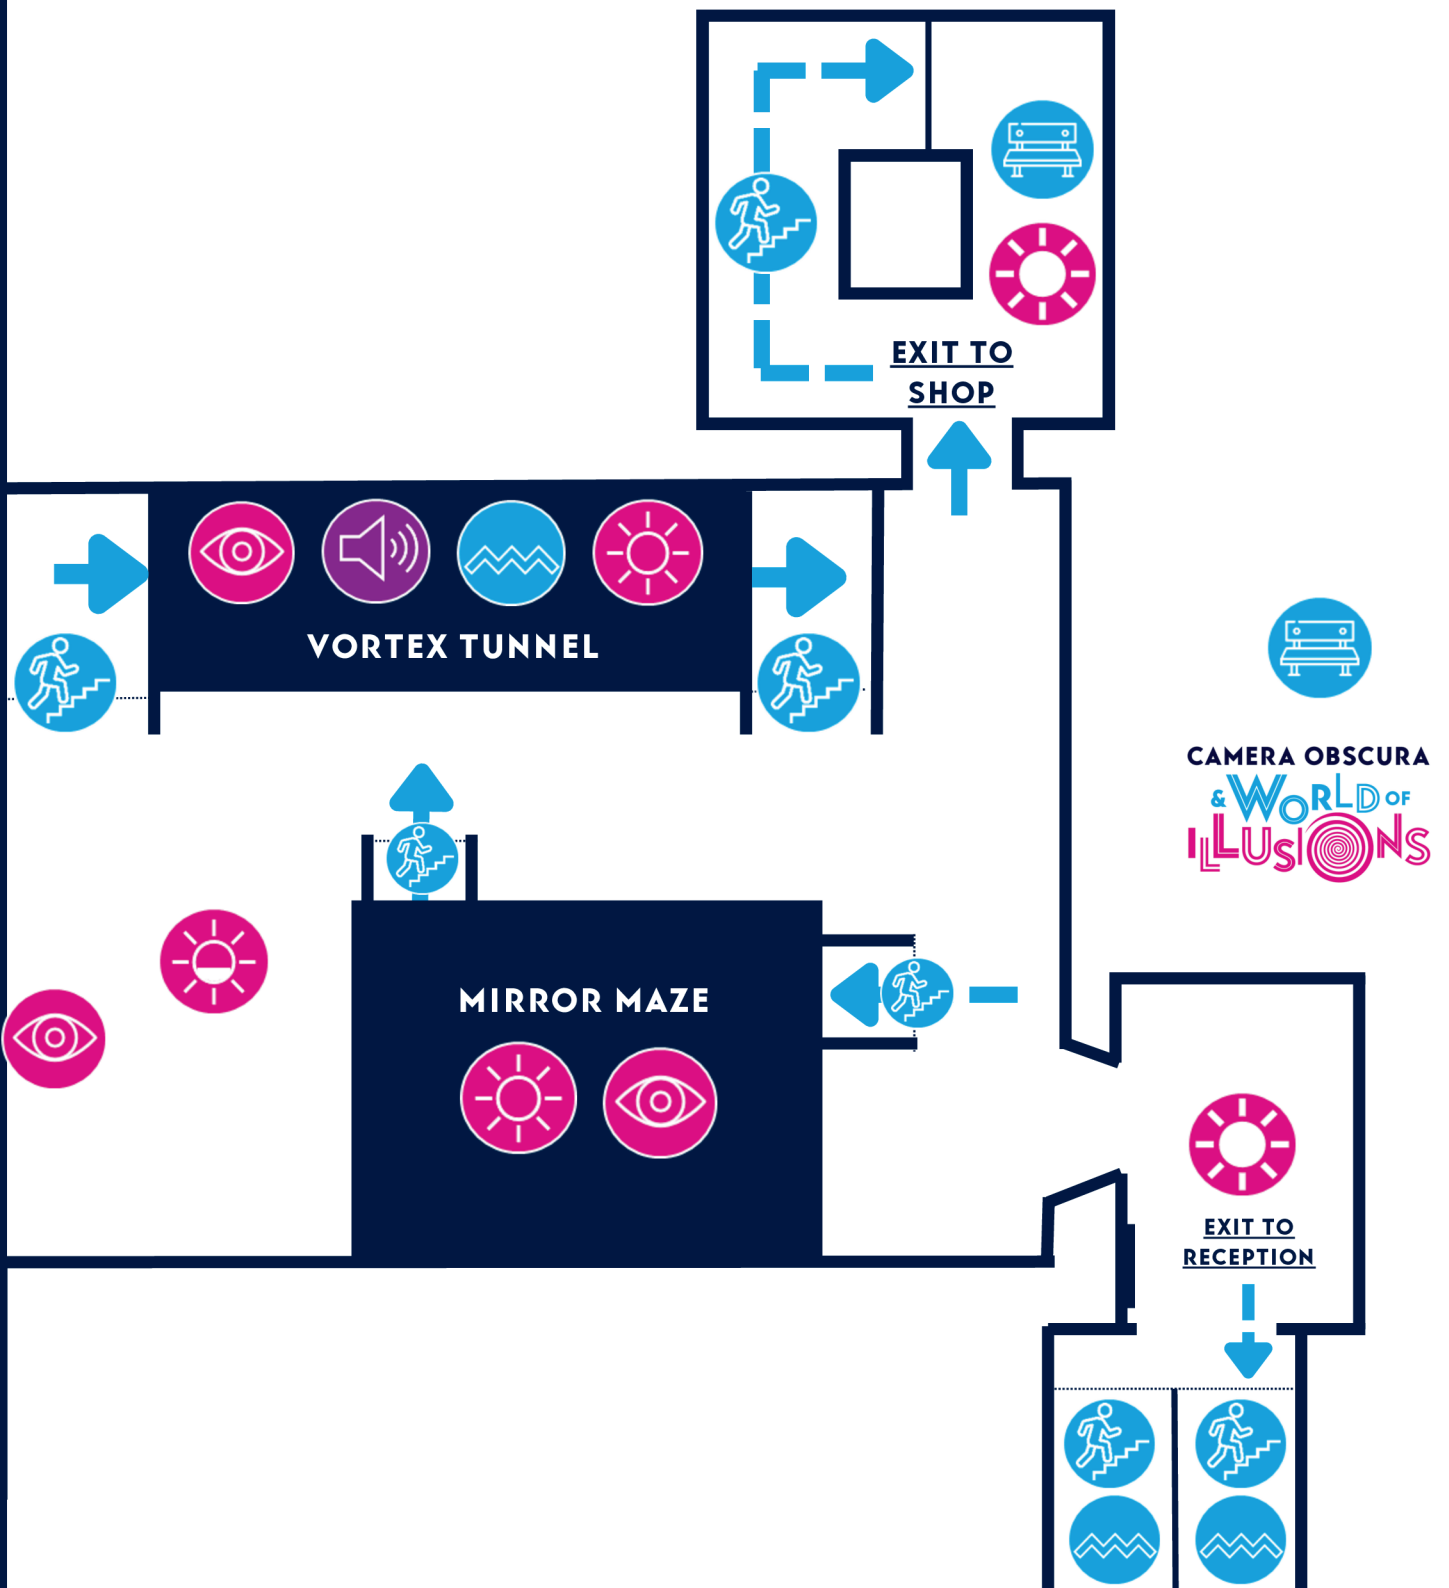 EXIT TO
SHOP
VORTEX TUNNEL
CAMERA OBSCURA
& WORLD OF
ILLUSIONS
MIRROR MAZE
EXIT TO
RECEPTION